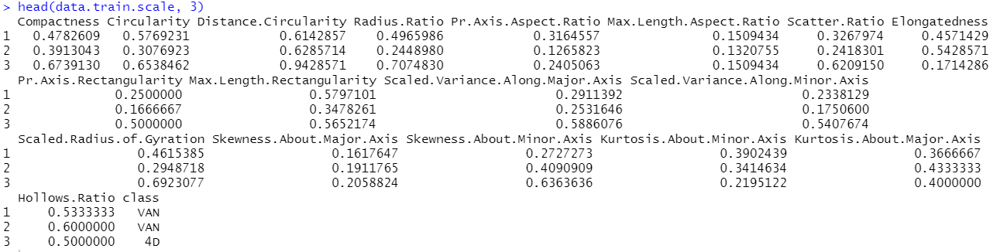 > head(data.train.scale, 3)
  Compactness Circularity Distance.Circularity Radius.Ratio Pr.Axis.Aspect.Ratio Max.Length.Aspect.Ratio Scatter.Ratio Elongatedness
1   0.4782609   0.5769231            0.6142857    0.4965986            0.3164557               0.1509434     0.3267974     0.4571429
2   0.3913043   0.3076923            0.6285714    0.2448980            0.1265823               0.1320755     0.2418301     0.5428571
3   0.6739130   0.6538462            0.9428571    0.7074830            0.2405063               0.1509434     0.6209150     0.1714286
  Pr.Axis.Rectangularity Max.Length.Rectangularity Scaled.Variance.Along.Major.Axis Scaled.Variance.Along.Minor.Axis
1              0.2500000                 0.5797101                        0.2911392                        0.2338129
2              0.1666667                 0.3478261                        0.2531646                        0.1750600
3              0.5000000                 0.5652174                        0.5886076                        0.5407674
  Scaled.Radius.of.Gyration Skewness.About.Major.Axis Skewness.About.Minor.Axis Kurtosis.About.Minor.Axis Kurtosis.About.Major.Axis
1                 0.4615385                 0.1617647                 0.2727273                 0.3902439                 0.3666667
2                 0.2948718                 0.1911765                 0.4090909                 0.3414634                 0.4333333
3                 0.6923077                 0.2058824                 0.6363636                 0.2195122                 0.4000000
  Hollows.Ratio class
1     0.5333333   VAN
2     0.6000000   VAN
3     0.5000000    4D